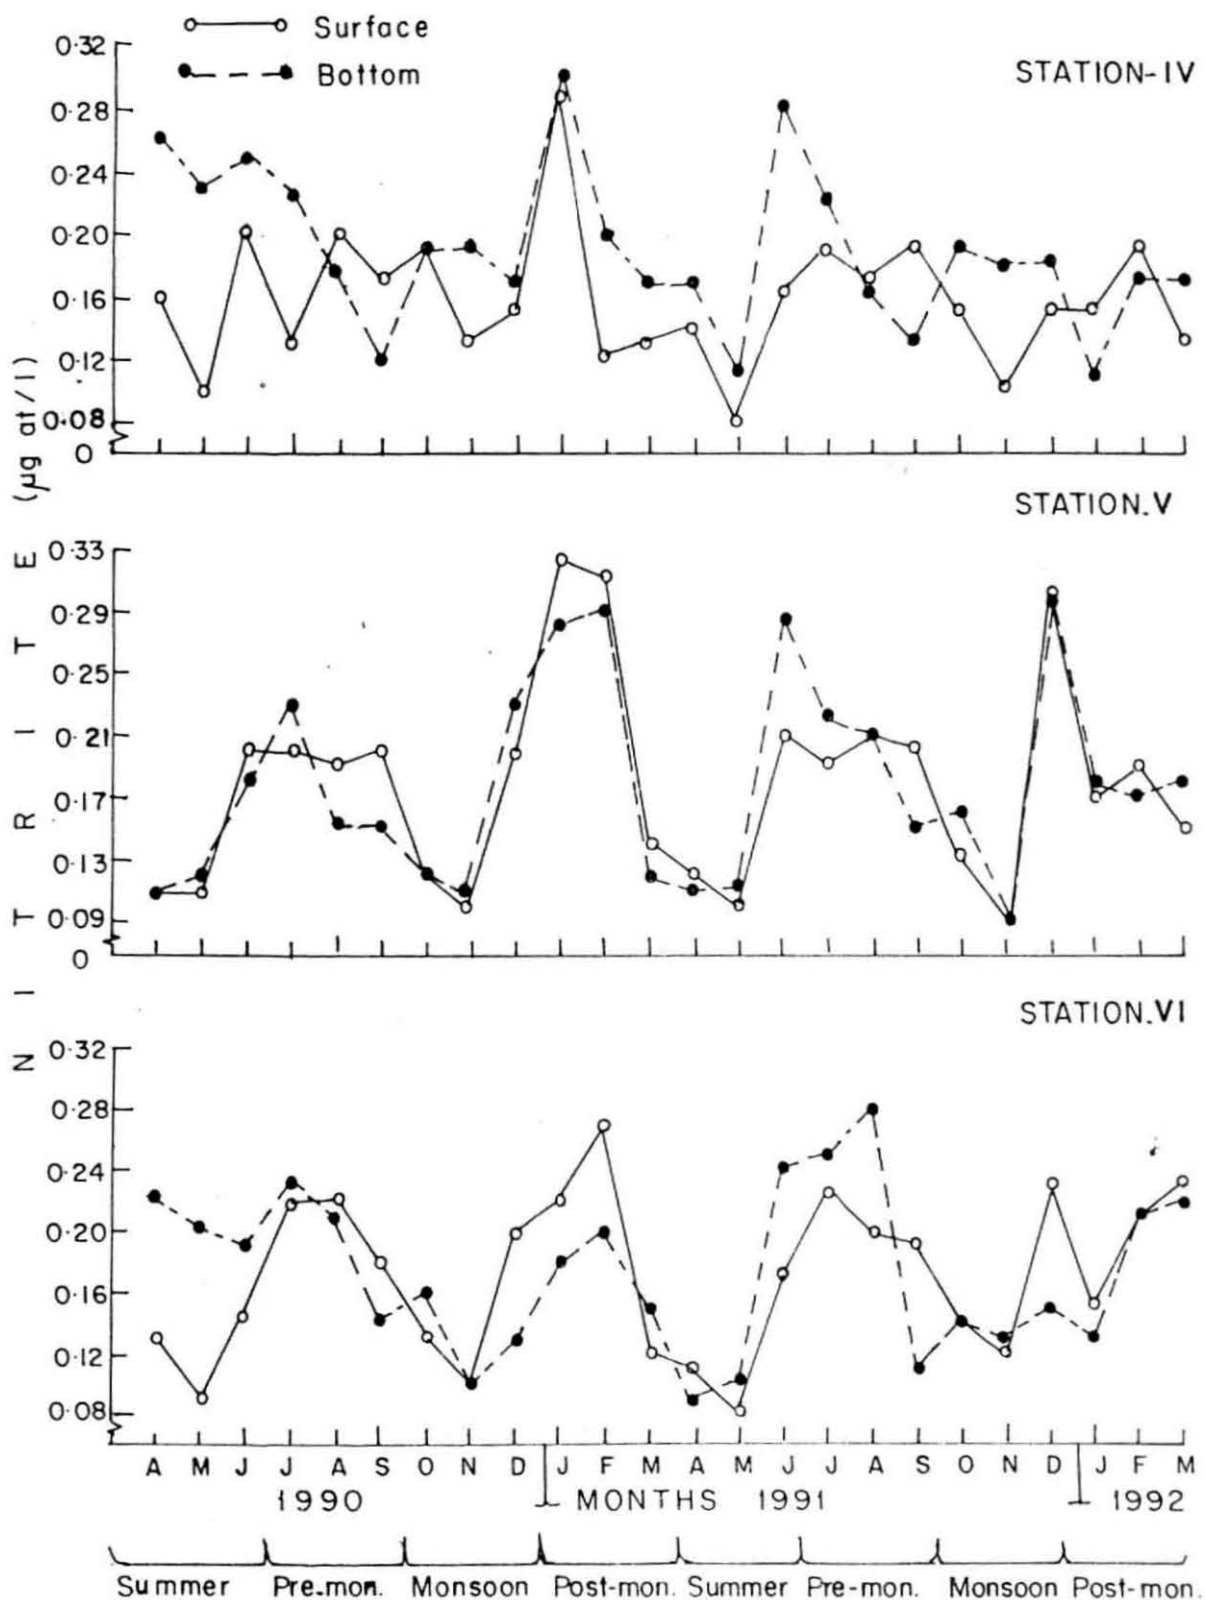 Surface
Bottom
STATION-IV
0·32
0·28
0·24
0·20
0·16
0·12
0·08
0
STATION.V
0·33
0·29
0·25
0·21
0·17
0·13
0·09
0
STATION.VI
0·32
0·28
0·24
0·20
0·16
0·12
0·08
NITRITE (µg at/l)
A M J J A S O N D J F M A M J J A S O N D J F M
1990 MONTHS 1991 1992
Summer Pre-mon. Monsoon Post-mon. Summer Pre-mon. Monsoon Post-mon.